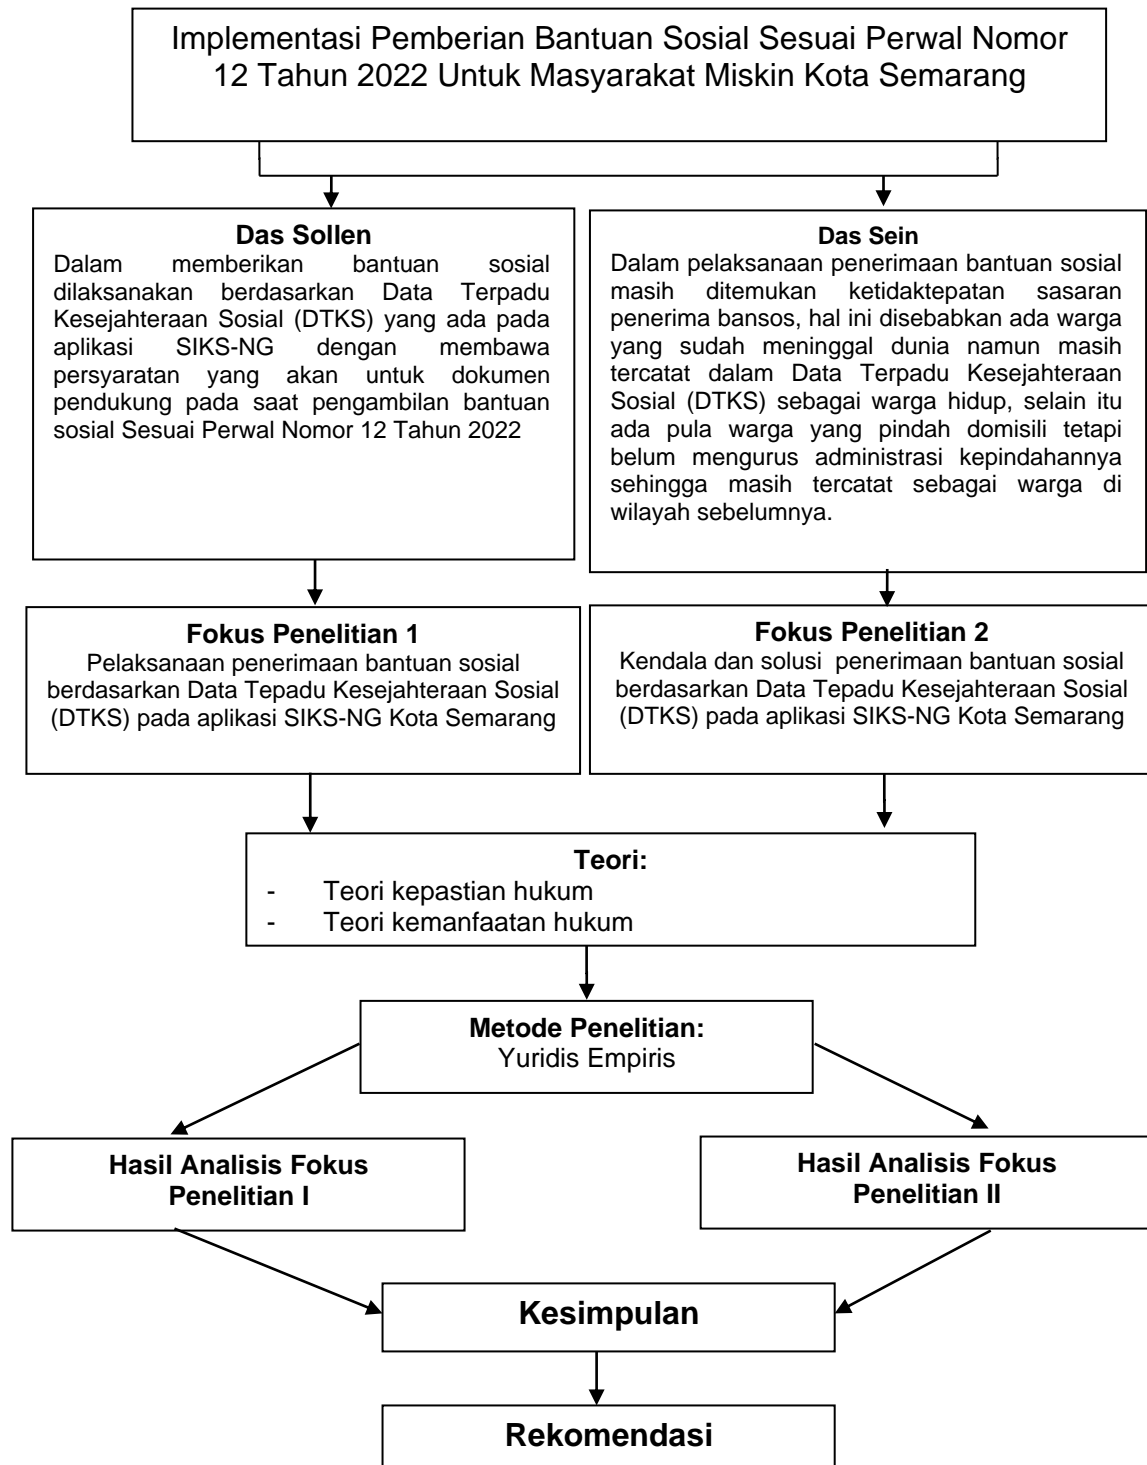 Implementasi Pemberian Bantuan Sosial Sesuai Perwal Nomor
12 Tahun 2022 Untuk Masyarakat Miskin Kota Semarang
Das Sollen
Dalam memberikan bantuan sosial
dilaksanakan berdasarkan Data Terpadu
Kesejahteraan Sosial (DTKS) yang ada pada
aplikasi SIKS-NG dengan membawa
persyaratan yang akan untuk dokumen
pendukung pada saat pengambilan bantuan
sosial Sesuai Perwal Nomor 12 Tahun 2022
Das Sein
Dalam pelaksanaan penerimaan bantuan sosial
masih ditemukan ketidaktepatan sasaran
penerima bansos, hal ini disebabkan ada warga
yang sudah meninggal dunia namun masih
tercatat dalam Data Terpadu Kesejahteraan
Sosial (DTKS) sebagai warga hidup, selain itu
ada pula warga yang pindah domisili tetapi
belum mengurus administrasi kepindahannya
sehingga masih tercatat sebagai warga di
wilayah sebelumnya.
Fokus Penelitian 1
Pelaksanaan penerimaan bantuan sosial
berdasarkan Data Tepadu Kesejahteraan Sosial
(DTKS) pada aplikasi SIKS-NG Kota Semarang
Fokus Penelitian 2
Kendala dan solusi penerimaan bantuan sosial
berdasarkan Data Tepadu Kesejahteraan Sosial
(DTKS) pada aplikasi SIKS-NG Kota Semarang
Teori:
- Teori kepastian hukum
- Teori kemanfaatan hukum
Metode Penelitian:
Yuridis Empiris
Hasil Analisis Fokus
Penelitian I
Hasil Analisis Fokus
Penelitian II
Kesimpulan
Rekomendasi